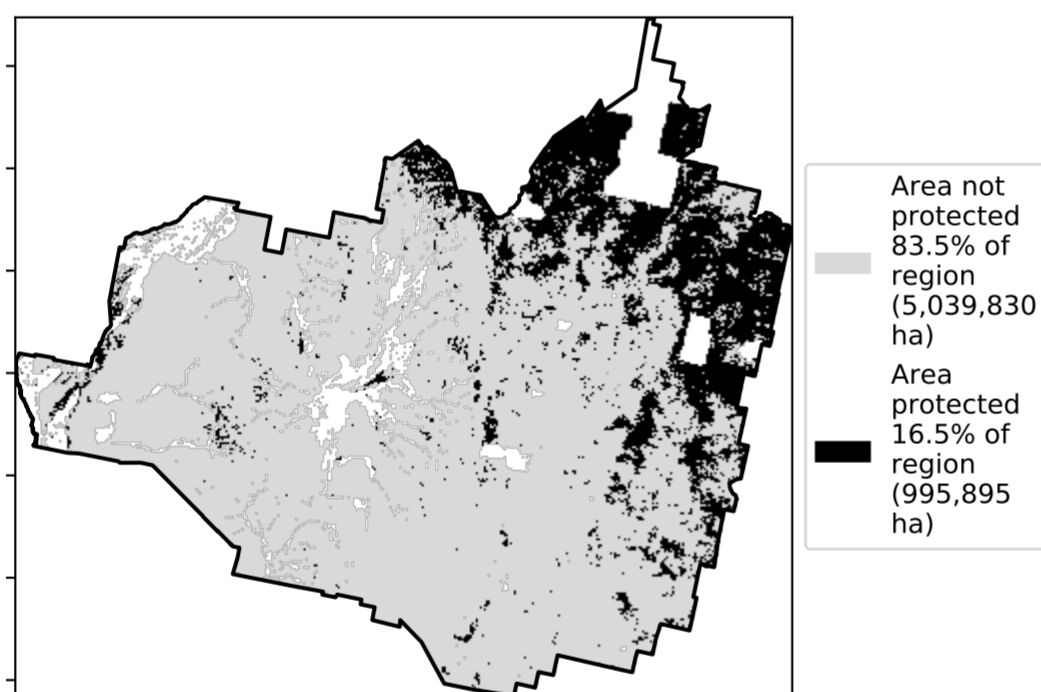 Area not
protected
83.5% of
region
(5,039,830
ha)
Area
protected
16.5% of
region
(995,895
ha)